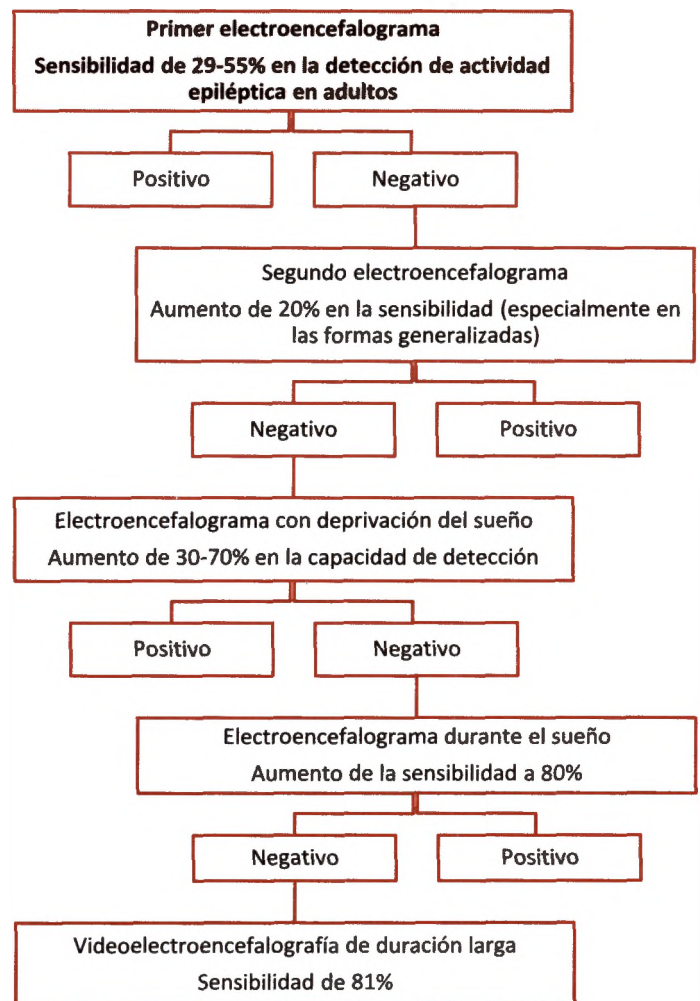 Primer electroencefalograma
Sensibilidad de 29-55% en la detección de actividad
epiléptica en adultos
Positivo
Negativo
Segundo electroencefalograma
Aumento de 20% en la sensibilidad (especialmente en
las formas generalizadas)
Negativo
Positivo
Electroencefalograma con deprivación del sueño
Aumento de 30-70% en la capacidad de detección
Positivo
Negativo
Electroencefalograma durante el sueño
Aumento de la sensibilidad a 80%
Negativo
Positivo
Videoelectroencefalografía de duración larga
Sensibilidad de 81%